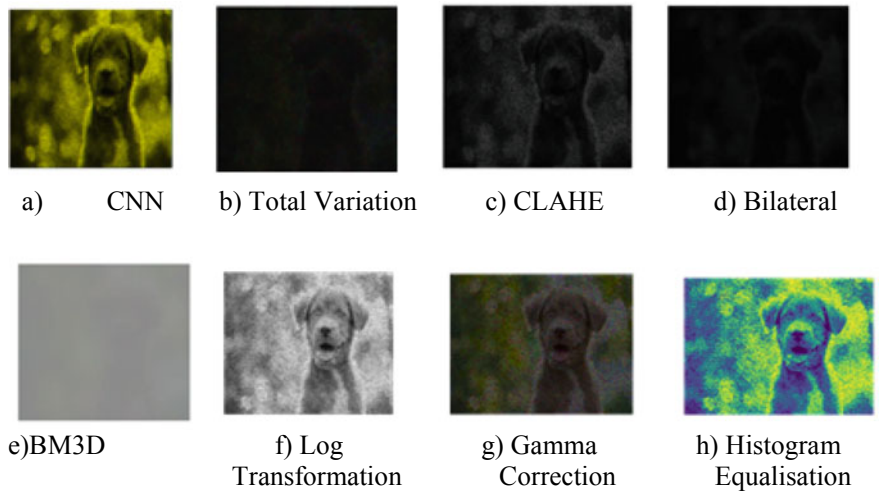 a) CNN b) Total Variation c) CLAHE d) Bilateral
e)BM3D f) Log g) Gamma h) Histogram
Transformation Correction Equalisation